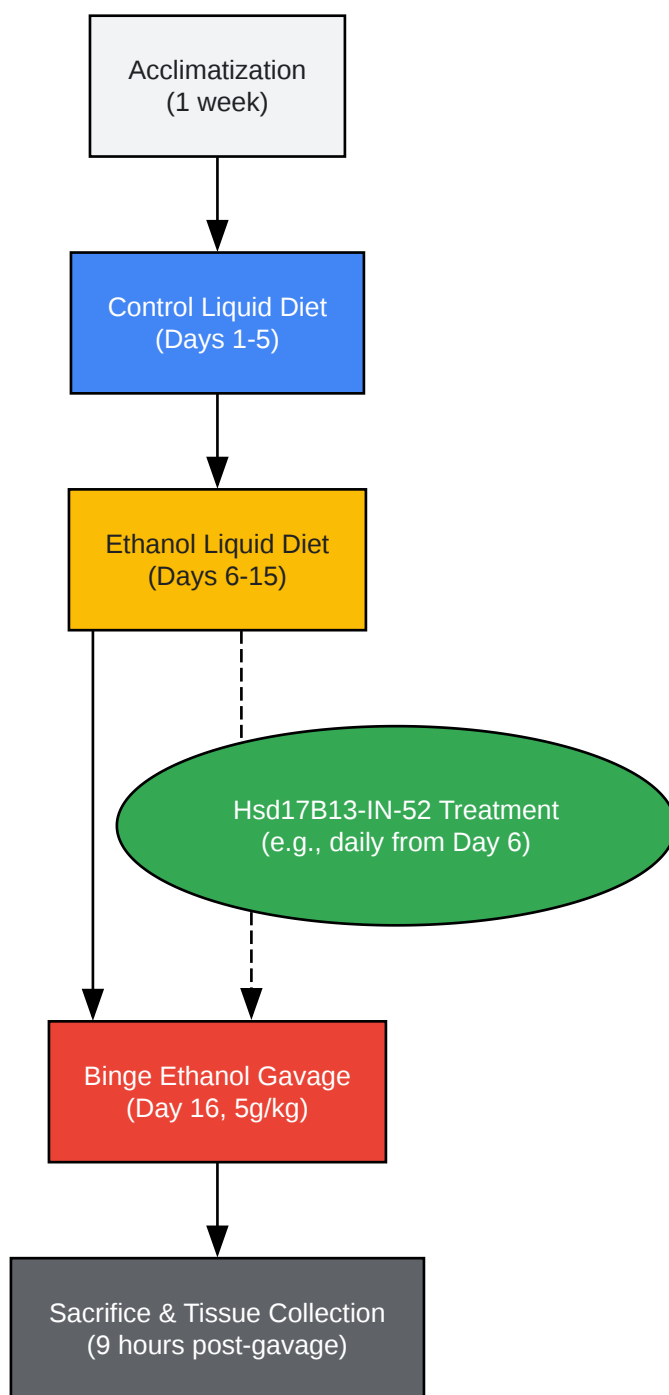 Acclimatization
(1 week)
Control Liquid Diet
(Days 1-5)
Ethanol Liquid Diet
(Days 6-15)
Hsd17B13-IN-52 Treatment
(e.g., daily from Day 6)
Binge Ethanol Gavage
(Day 16, 5g/kg)
Sacrifice & Tissue Collection
(9 hours post-gavage)